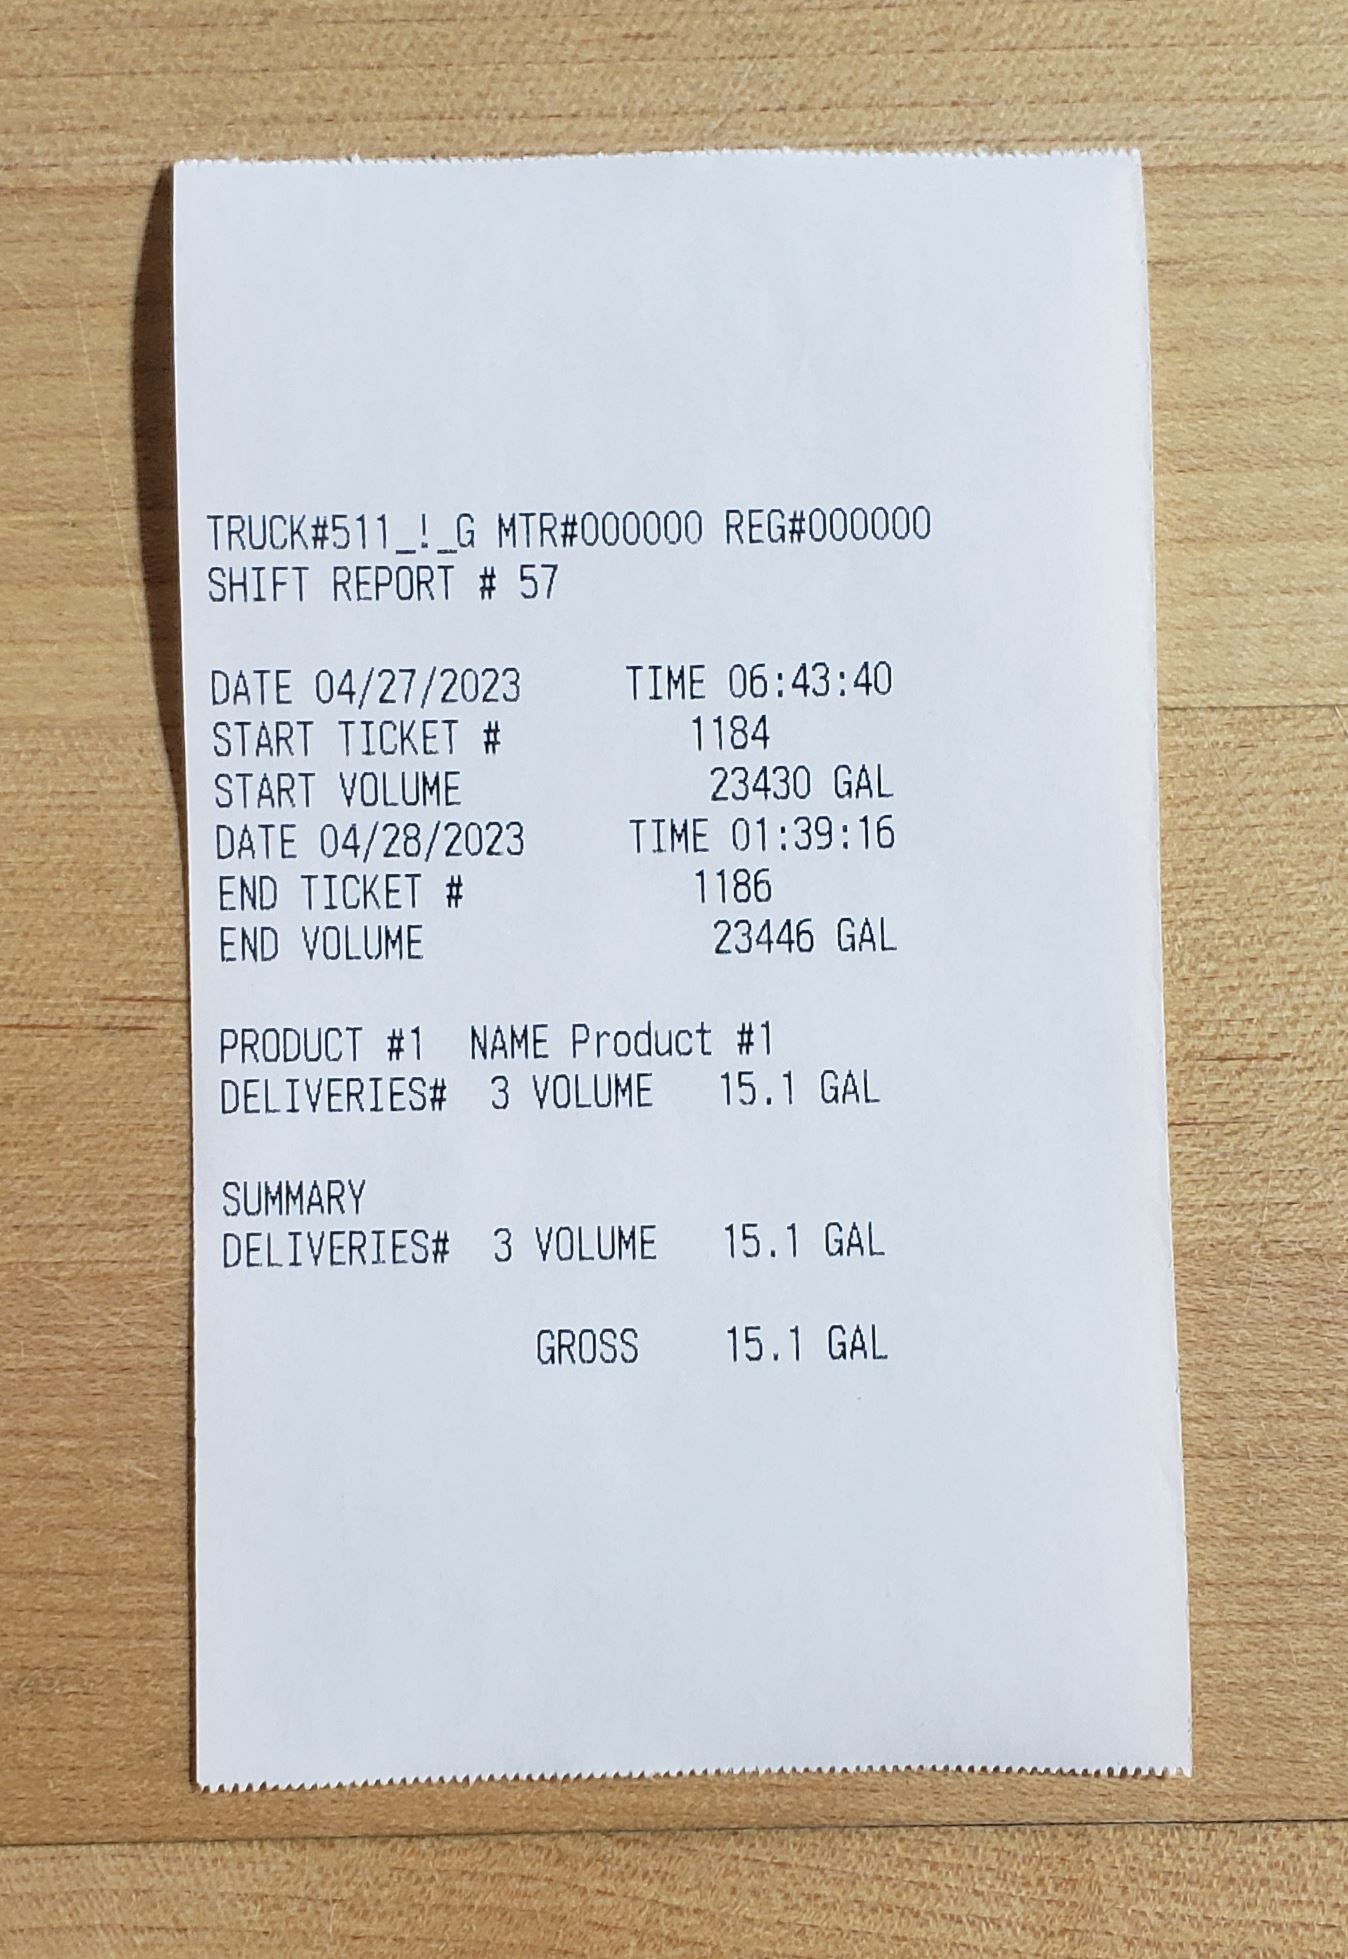 TRUCK#511_!_G MTR#000000 REG#000000
SHIFT REPORT # 57
DATE 04/27/2023 TIME 06:43:40
START TICKET # 1184
START VOLUME 23430 GAL
DATE 04/28/2023 TIME 01:39:16
END TICKET # 1186
END VOLUME 23446 GAL
PRODUCT #1 NAME Product #1
DELIVERIES# 3 VOLUME 15.1 GAL
SUMMARY
DELIVERIES# 3 VOLUME 15.1 GAL
GROSS 15.1 GAL